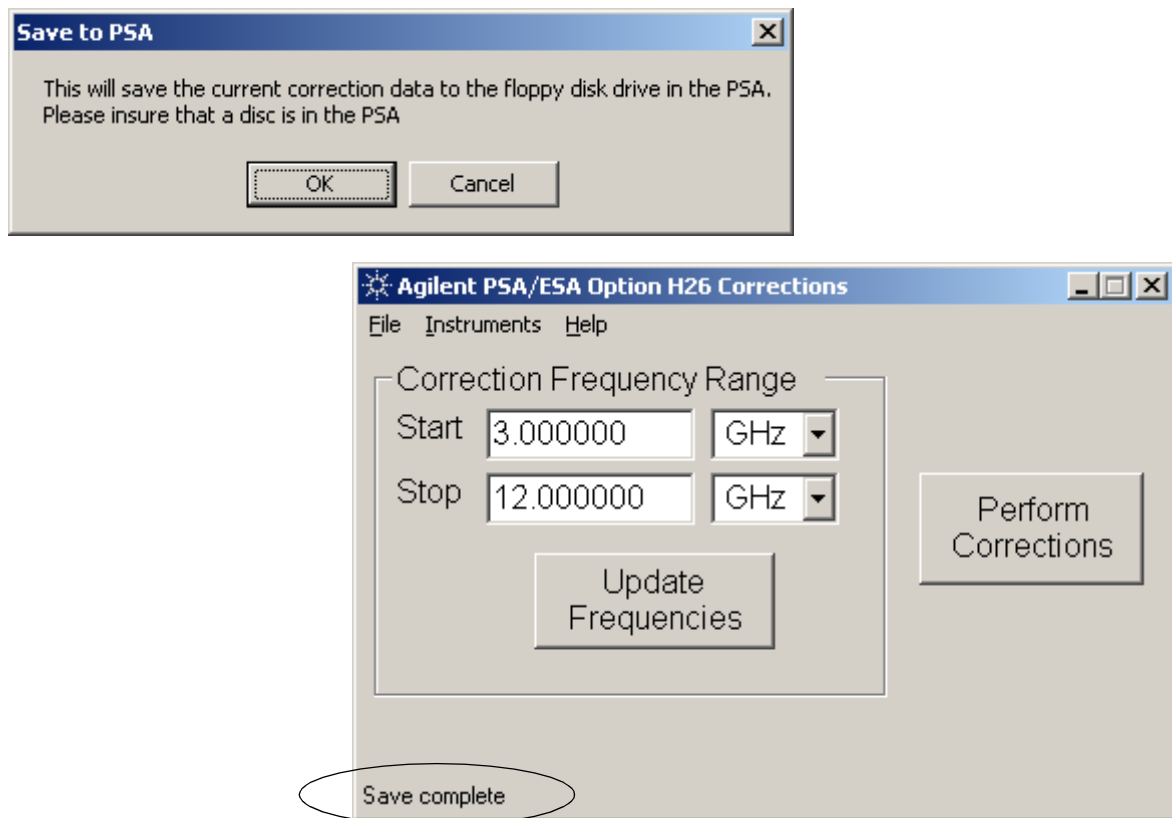 Save to PSA
This will save the current correction data to the floppy disk drive in the PSA.
Please insure that a disc is in the PSA
OK
Cancel
Agilent PSA/ESA Option H26 Corrections
File Instruments Help
Correction Frequency Range
Start 3.000000 GHz
Stop 12.000000 GHz
Update
Frequencies
Perform
Corrections
Save complete